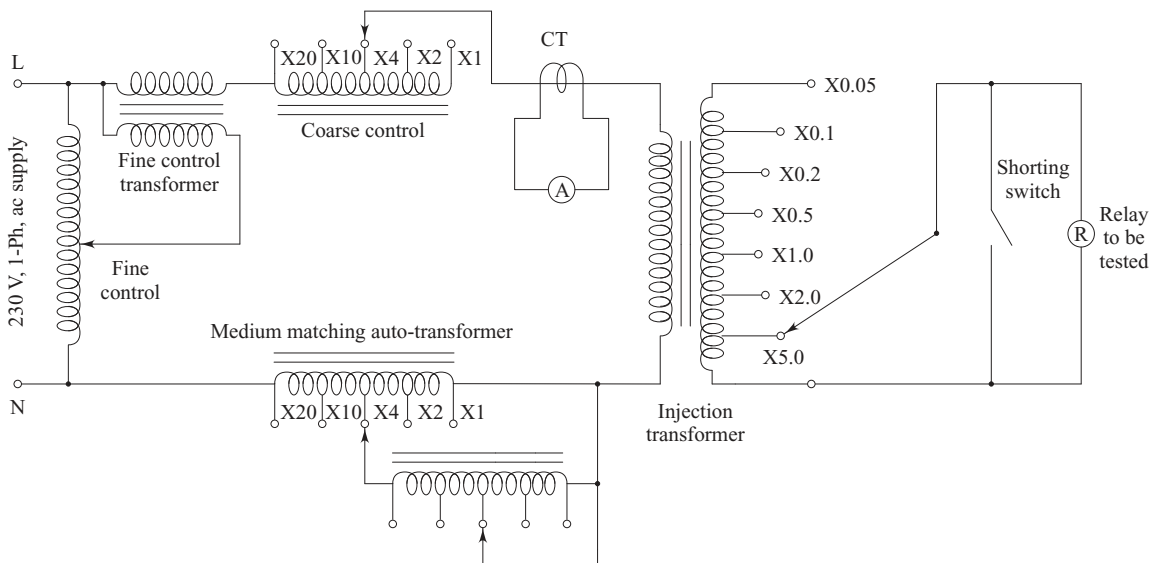 L
230 V, 1-Ph, ac supply
N
X20 X10 X4 X2 X1
Coarse control
Fine control
transformer
Fine
control
CT
A
X0.05
X0.1
X0.2
X0.5
X1.0
X2.0
X5.0
Injection
transformer
Shorting
switch
R
Relay
to be
tested
Medium matching auto-transformer
X20 X10 X4 X2 X1